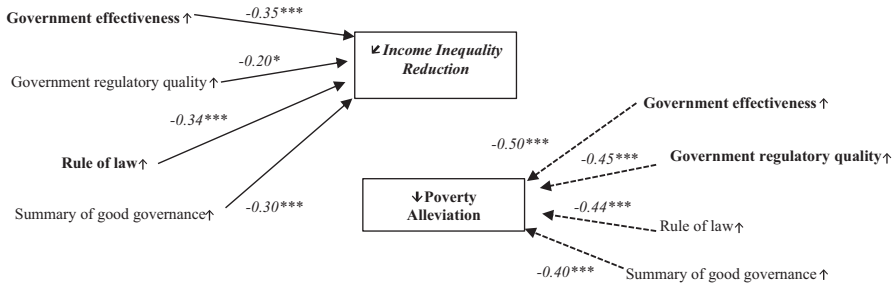 Government effectiveness↑
-0.35***
↙ Income Inequality
Reduction
-0.20*
Government regulatory quality↑
-0.34***
Rule of law↑
Summary of good governance↑
-0.30***
Government effectiveness↑
-0.50***
-0.45***
Government regulatory quality↑
↓Poverty
Alleviation
-0.44***
Rule of law↑
-0.40***
Summary of good governance↑